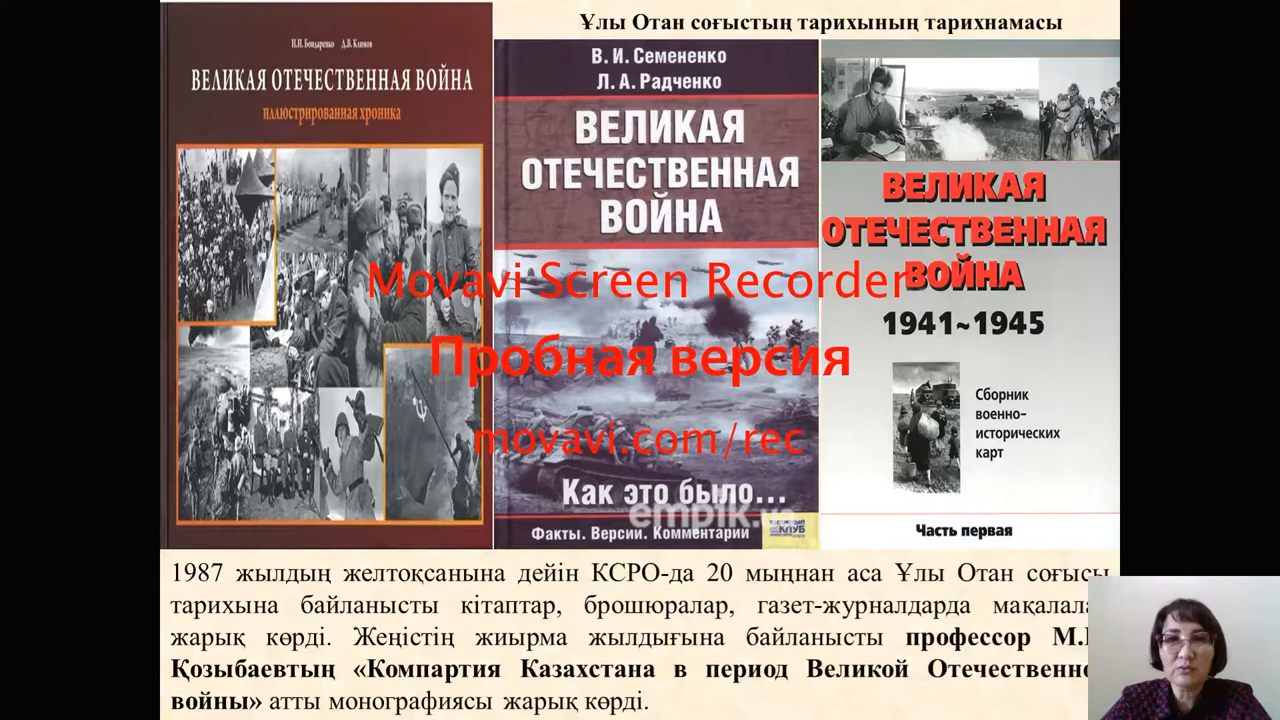 Ұлы Отан соғыстың тарихының тарихнамасы
И.И. Бондаренко Д.В. Климов
ВЕЛИКАЯ ОТЕЧЕСТВЕННАЯ ВОЙНА
иллюстрированная хроника
В. И. Семененко
Л. А. Радченко
ВЕЛИКАЯ
ОТЕЧЕСТВЕННАЯ
ВОЙНА
Как это было...
empik
КЛУБ
Факты. Версии. Комментарии
ВЕЛИКАЯ
ОТЕЧЕСТВЕННАЯ
ВОЙНА
1941~1945
Сборник
военно-
исторических
карт
Часть первая
Movavi Screen Recorder
Пробная версия
movavi.com/rec
1987 жылдың желтоқсанына дейін КСРО-да 20 мыңнан аса Ұлы Отан соғысы
тарихына байланысты кітаптар, брошюралар, газет-журналдарда
жарық көрді. Жеңістің жиырма жылдығына байланысты профессор
Қозыбаевтың «Компартия Казахстана в период Великой
войны» атты монографиясы жарық көрді.